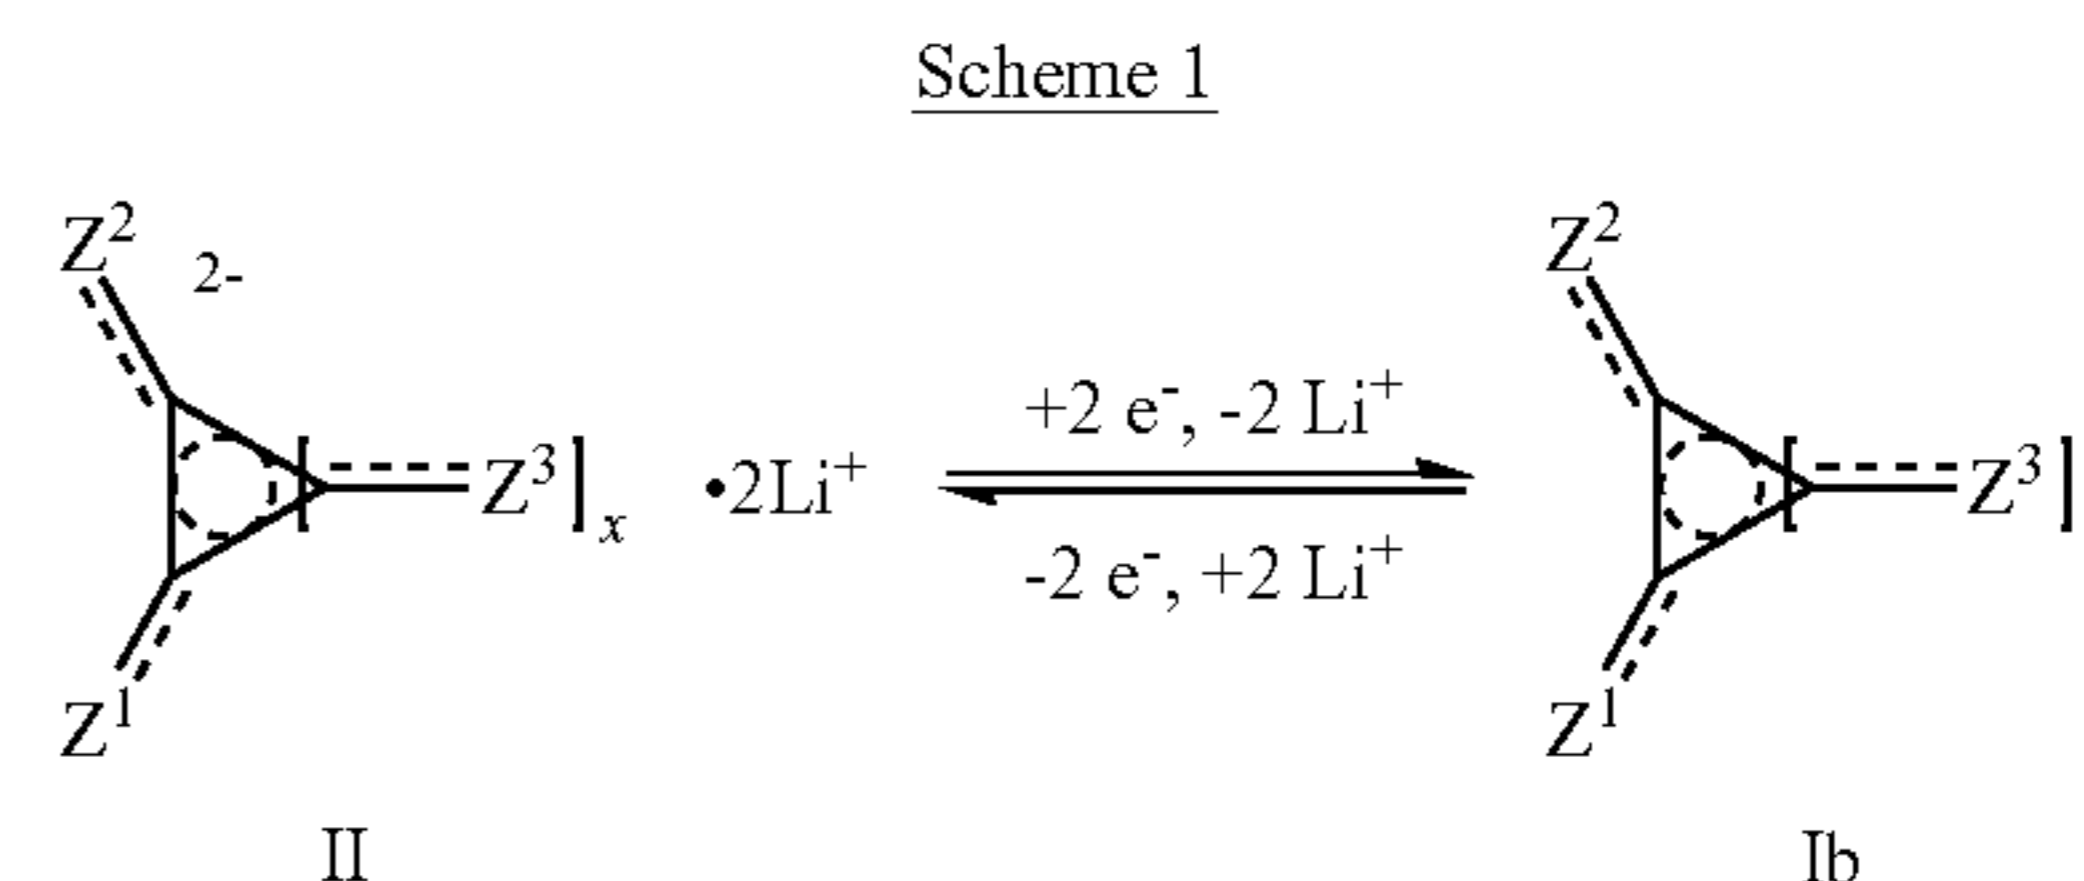 Scheme 1
Z²
2-
Z³]ₓ
•2Li⁺
Z¹
II
+2 e⁻, -2 Li⁺
-2 e⁻, +2 Li⁺
Z²
[ Z³]
Z¹
Ib